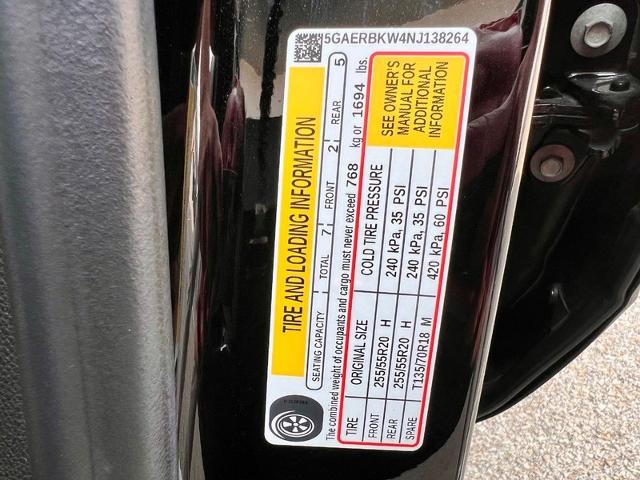 5GAERBKW4NJ138264
TIRE AND LOADING INFORMATION
SEATING CAPACITY TOTAL 7 FRONT 2 REAR 5
The combined weight of occupants and cargo must never exceed 768 kg or 1694 lbs.
TIRE ORIGINAL SIZE COLD TIRE PRESSURE
FRONT 255/55R20 H 240 kPa, 35 PSI
REAR 255/55R20 H 240 kPa, 35 PSI
SPARE T135/70R18 M 420 kPa, 60 PSI
SEE OWNER'S
MANUAL FOR
ADDITIONAL
INFORMATION